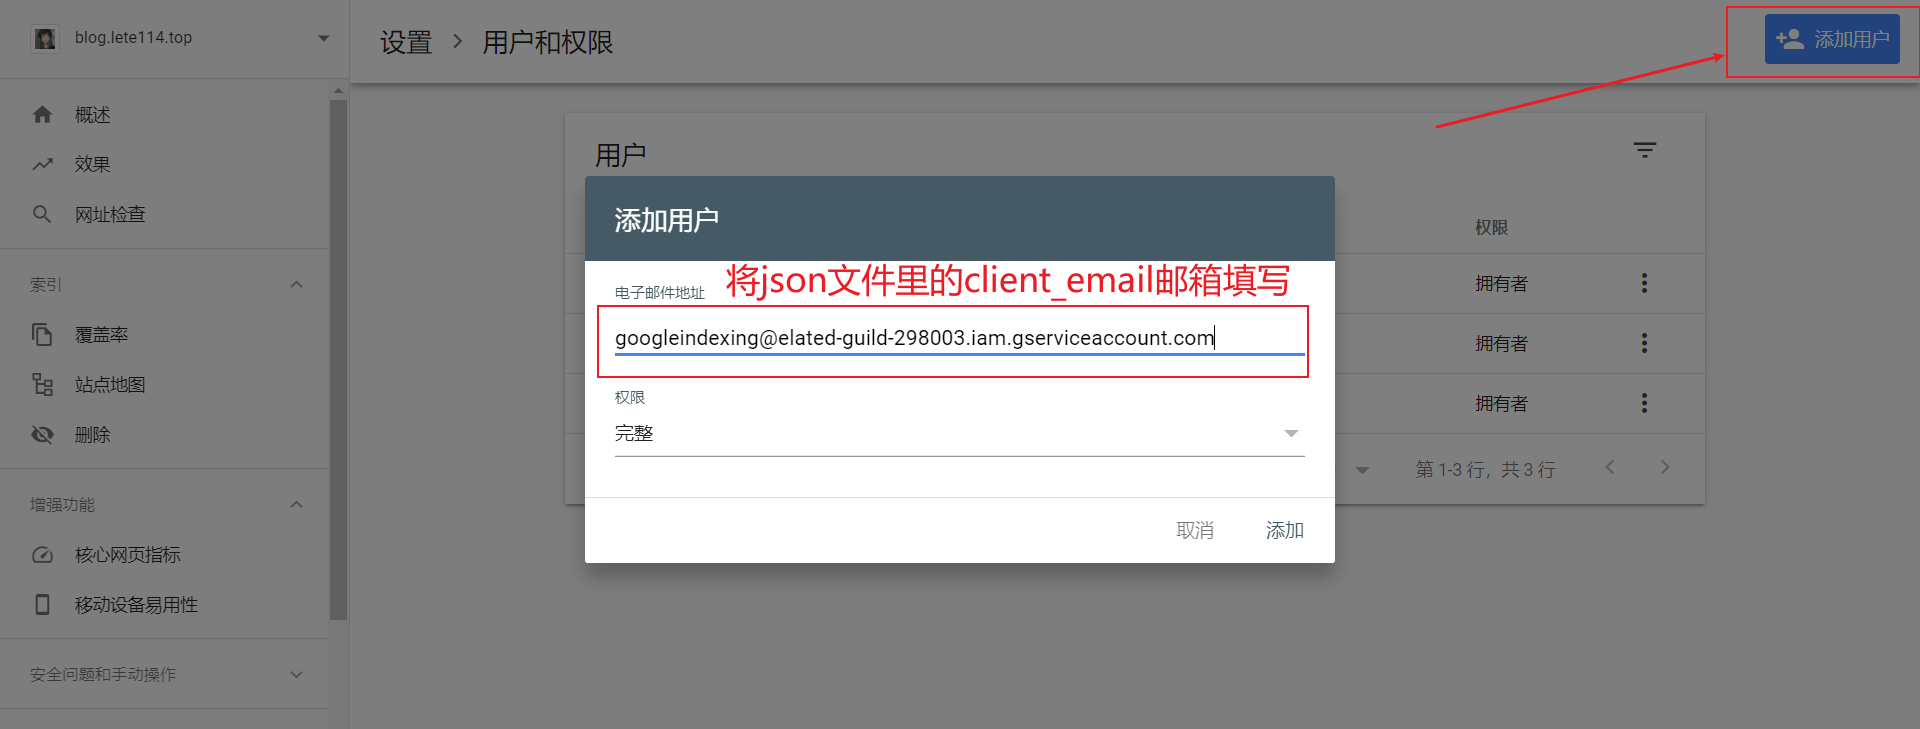 blog.lete114.top
概述
效果
网址检查
索引
覆盖率
站点地图
删除
增强功能
核心网页指标
移动设备易用性
安全问题和手动操作
设置 > 用户和权限
添加用户
用户
权限
拥有者
拥有者
拥有者
第 1-3 行，共 3 行
添加用户
将json文件里的client_email邮箱填写
电子邮件地址
googleindexing@elated-guild-298003.iam.gserviceaccount.com
权限
完整
取消
添加